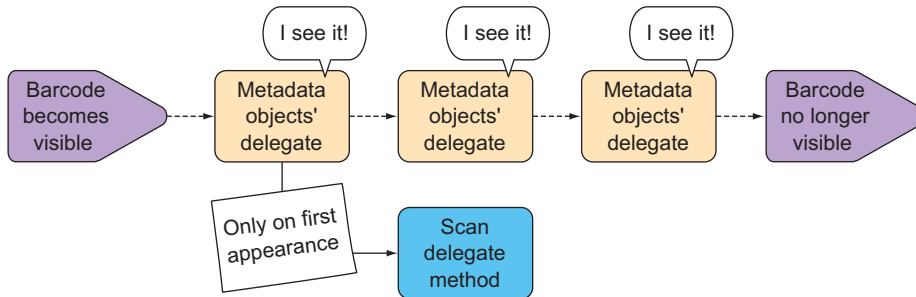 I see it!
I see it!
I see it!
Barcode
becomes
visible
Metadata
objects'
delegate
Metadata
objects'
delegate
Metadata
objects'
delegate
Barcode
no longer
visible
Only on first
appearance
Scan
delegate
method